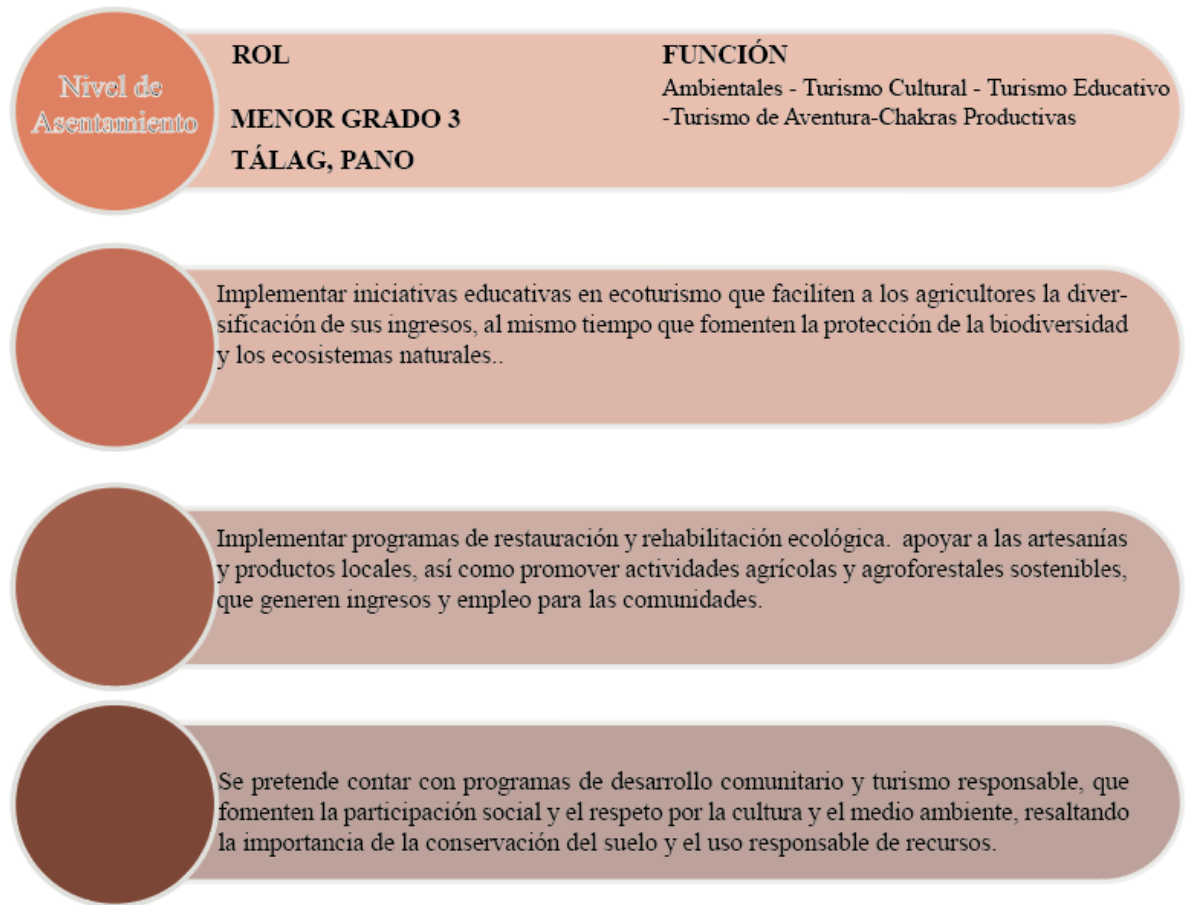 Nivel de
Asentamiento
ROL
MENOR GRADO 3
TÁLAG, PANO
FUNCIÓN
Ambientales - Turismo Cultural - Turismo Educativo
-Turismo de Aventura-Chakras Productivas
Implementar iniciativas educativas en ecoturismo que faciliten a los agricultores la diver-
sificación de sus ingresos, al mismo tiempo que fomenten la protección de la biodiversidad
y los ecosistemas naturales..
Implementar programas de restauración y rehabilitación ecológica.  apoyar a las artesanías
y productos locales, así como promover actividades agrícolas y agroforestales sostenibles,
que generen ingresos y empleo para las comunidades.
Se pretende contar con programas de desarrollo comunitario y turismo responsable, que
fomenten la participación social y el respeto por la cultura y el medio ambiente, resaltando
la importancia de la conservación del suelo y el uso responsable de recursos.